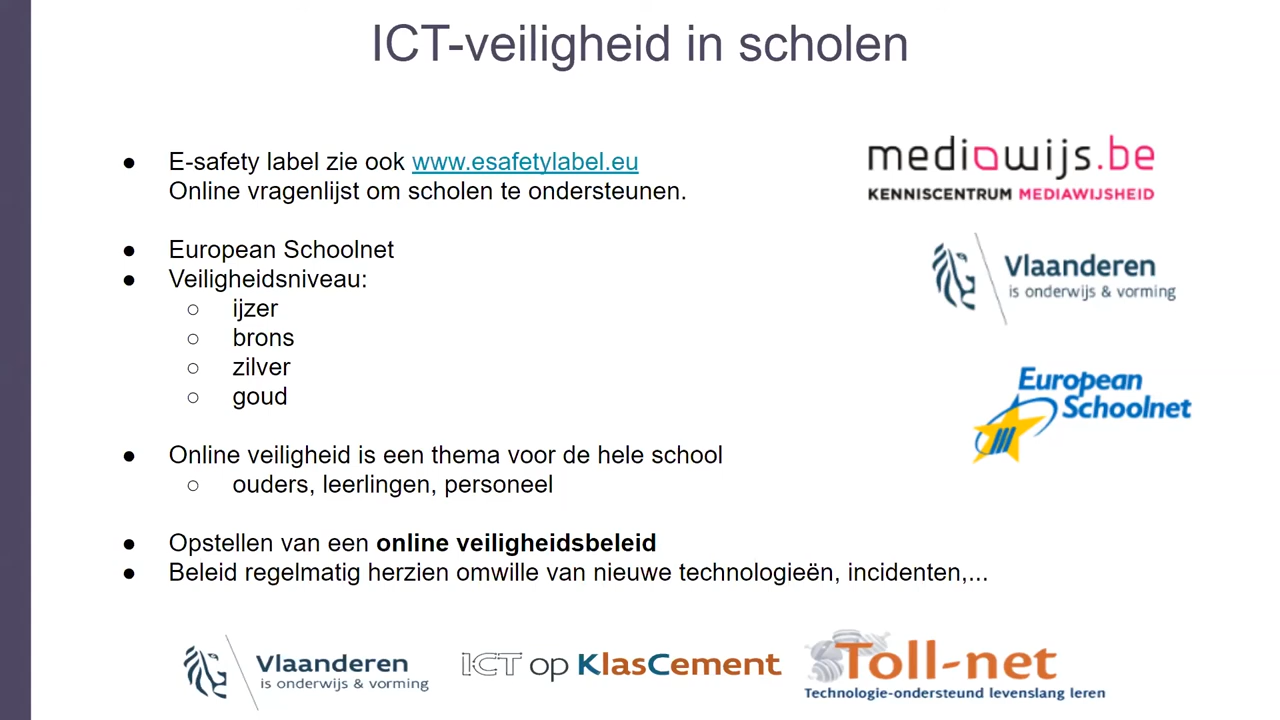 ICT-veiligheid in scholen
● E-safety label zie ook www.esafetylabel.eu
Online vragenlijst om scholen te ondersteunen.
● European Schoolnet
● Veiligheidsniveau:
○ ijzer
○ brons
○ zilver
○ goud
● Online veiligheid is een thema voor de hele school
○ ouders, leerlingen, personeel
● Opstellen van een online veiligheidsbeleid
● Beleid regelmatig herzien omwille van nieuwe technologieën, incidenten,...
mediawijs.be
KENNISCENTRUM MEDIAWIJSHEID
Vlaanderen
is onderwijs & vorming
European
Schoolnet
Vlaanderen
is onderwijs & vorming
ICT op KlasCement
Toll-net
Technologie-ondersteund levenslang leren